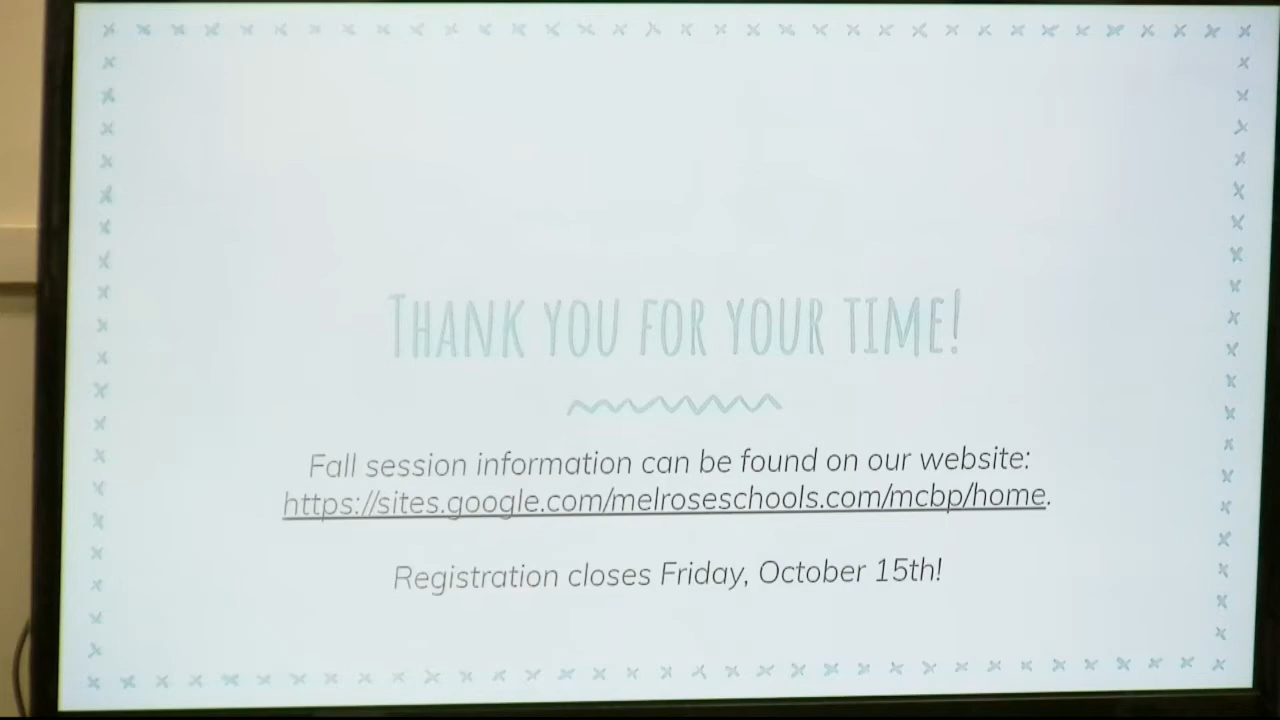 THANK YOU FOR YOUR TIME!
Fall session information can be found on our website:
https://sites.google.com/melroseschools.com/mcbp/home.
Registration closes Friday, October 15th!